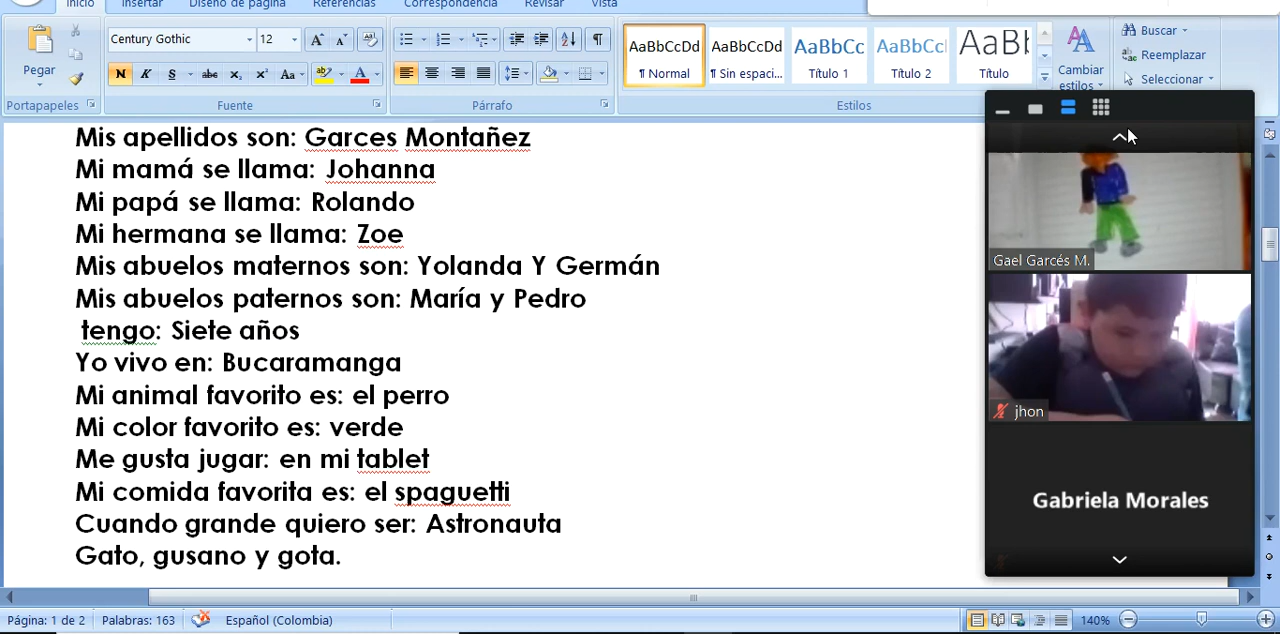 Inicio Insertar Diseño de página Referencias Correspondencia Revisar Vista
Pegar
Portapapeles
Century Gothic 12
N K S abc x₂ x² Aa
Fuente
Párrafo
AaBbCcDd AaBbCcDd AaBbCc AaBbCc AaBb
¶ Normal ¶ Sin espaci... Título 1 Título 2 Título
Estilos
Cambiar
estilos
Buscar
Reemplazar
Seleccionar
Mis apellidos son: Garces Montañez
Mi mamá se llama: Johanna
Mi papá se llama: Rolando
Mi hermana se llama: Zoe
Mis abuelos maternos son: Yolanda Y Germán
Mis abuelos paternos son: María y Pedro
tengo: Siete años
Yo vivo en: Bucaramanga
Mi animal favorito es: el perro
Mi color favorito es: verde
Me gusta jugar: en mi tablet
Mi comida favorita es: el spaguetti
Cuando grande quiero ser: Astronauta
Gato, gusano y gota.
Gael Garcés M.
jhon
Gabriela Morales
Página: 1 de 2 Palabras: 163 Español (Colombia) 140%